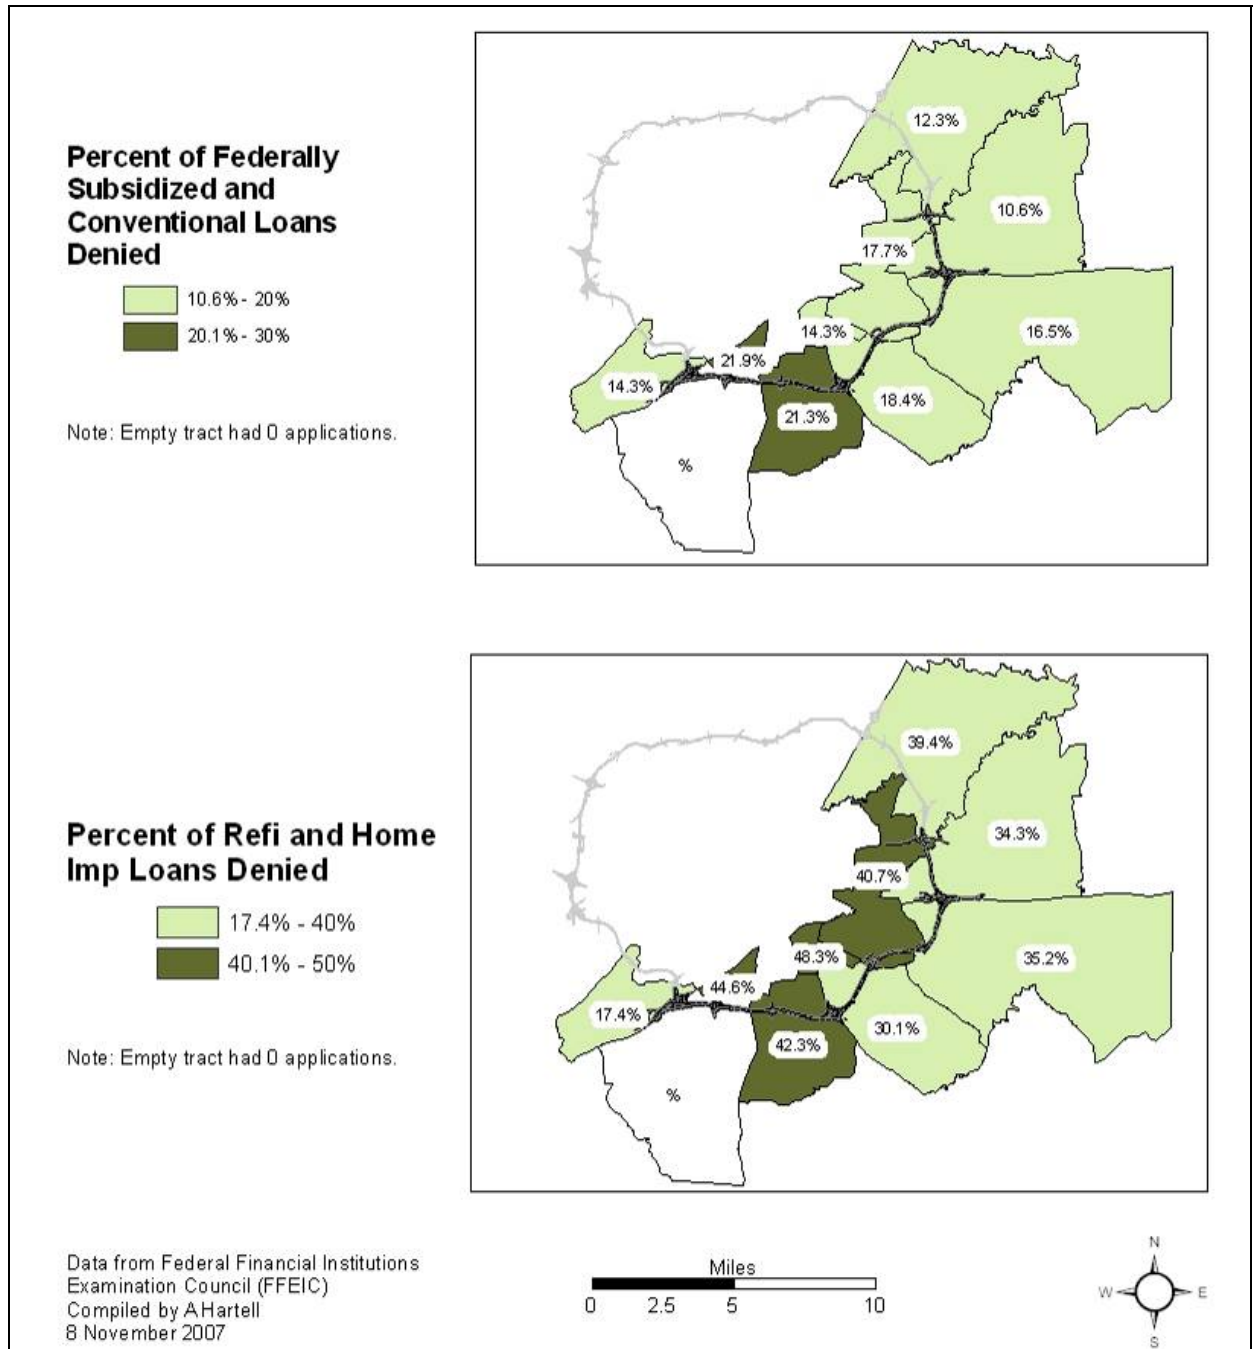 Percent of Federally
Subsidized and
Conventional Loans
Denied
10.6% - 20%
20.1% - 30%
Note: Empty tract had 0 applications.
12.3%
10.6%
17.7%
14.3%
16.5%
21.9%
14.3%
18.4%
21.3%
%
Percent of Refi and Home
Imp Loans Denied
17.4% - 40%
40.1% - 50%
Note: Empty tract had 0 applications.
39.4%
34.3%
40.7%
48.3%
35.2%
44.6%
17.4%
30.1%
42.3%
%
Data from Federal Financial Institutions
Examination Council (FFEIC)
Compiled by A Hartell
8 November 2007
Miles
0 2.5 5 10
N
W E
S